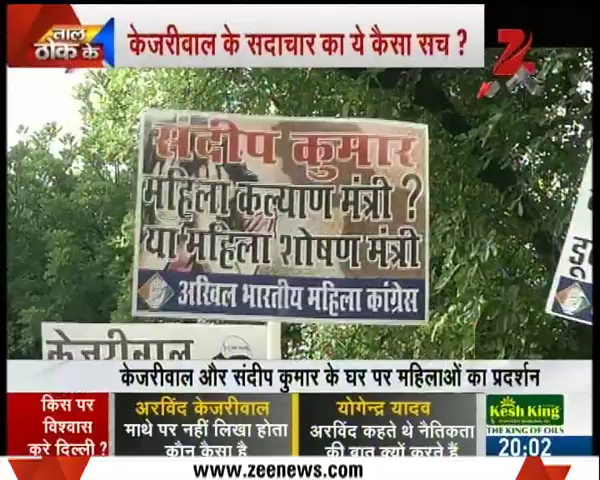 ताल
ठोक के
केजरीवाल के सदाचार का ये कैसा सच ?
संदीप कुमार
महिला कल्याण मंत्री ?
या महिला शोषण मंत्री
अखिल भारतीय महिला कांग्रेस
केजरीवाल
केजरीवाल और संदीप कुमार के घर पर महिलाओं का प्रदर्शन
किस पर
विश्वास
करे दिल्ली ?
अरविंद केजरीवाल
माथे पर नहीं लिखा होता
कौन कैसा है
योगेन्द्र यादव
अरविंद कहते थे नैतिकता
की बात क्यों करते हैं
Kesh King
THE KING OF OILS
20:02
www.zeenews.com